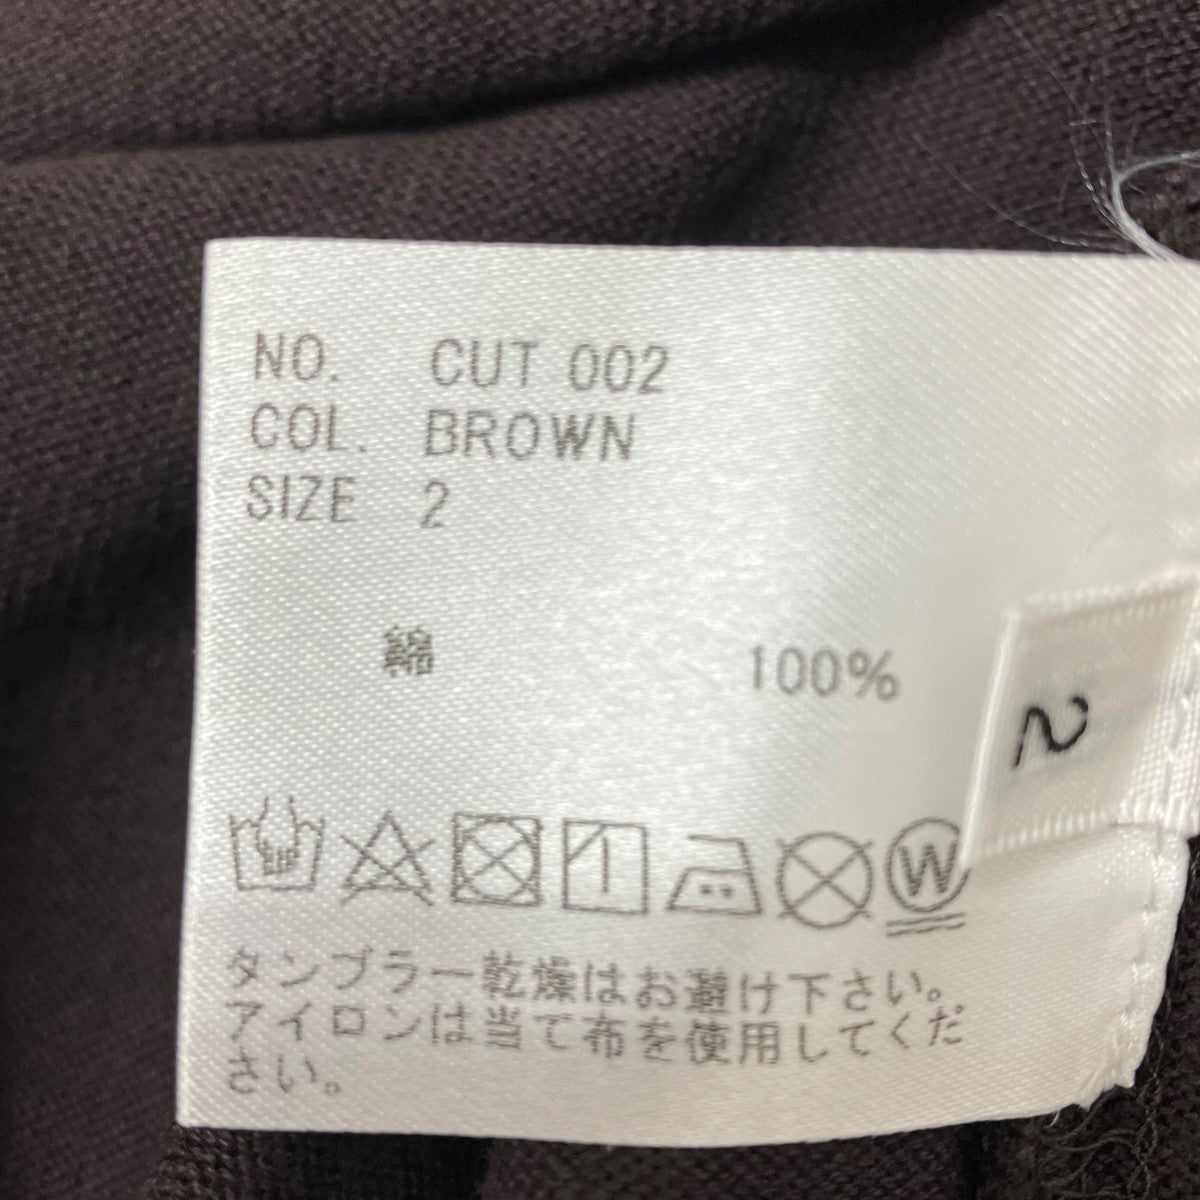 NO. CUT 002
COL. BROWN
SIZE 2
綿 100%
2
W
タンブラー乾燥はお避け下さい。
アイロンは当て布を使用してくだ
さい。